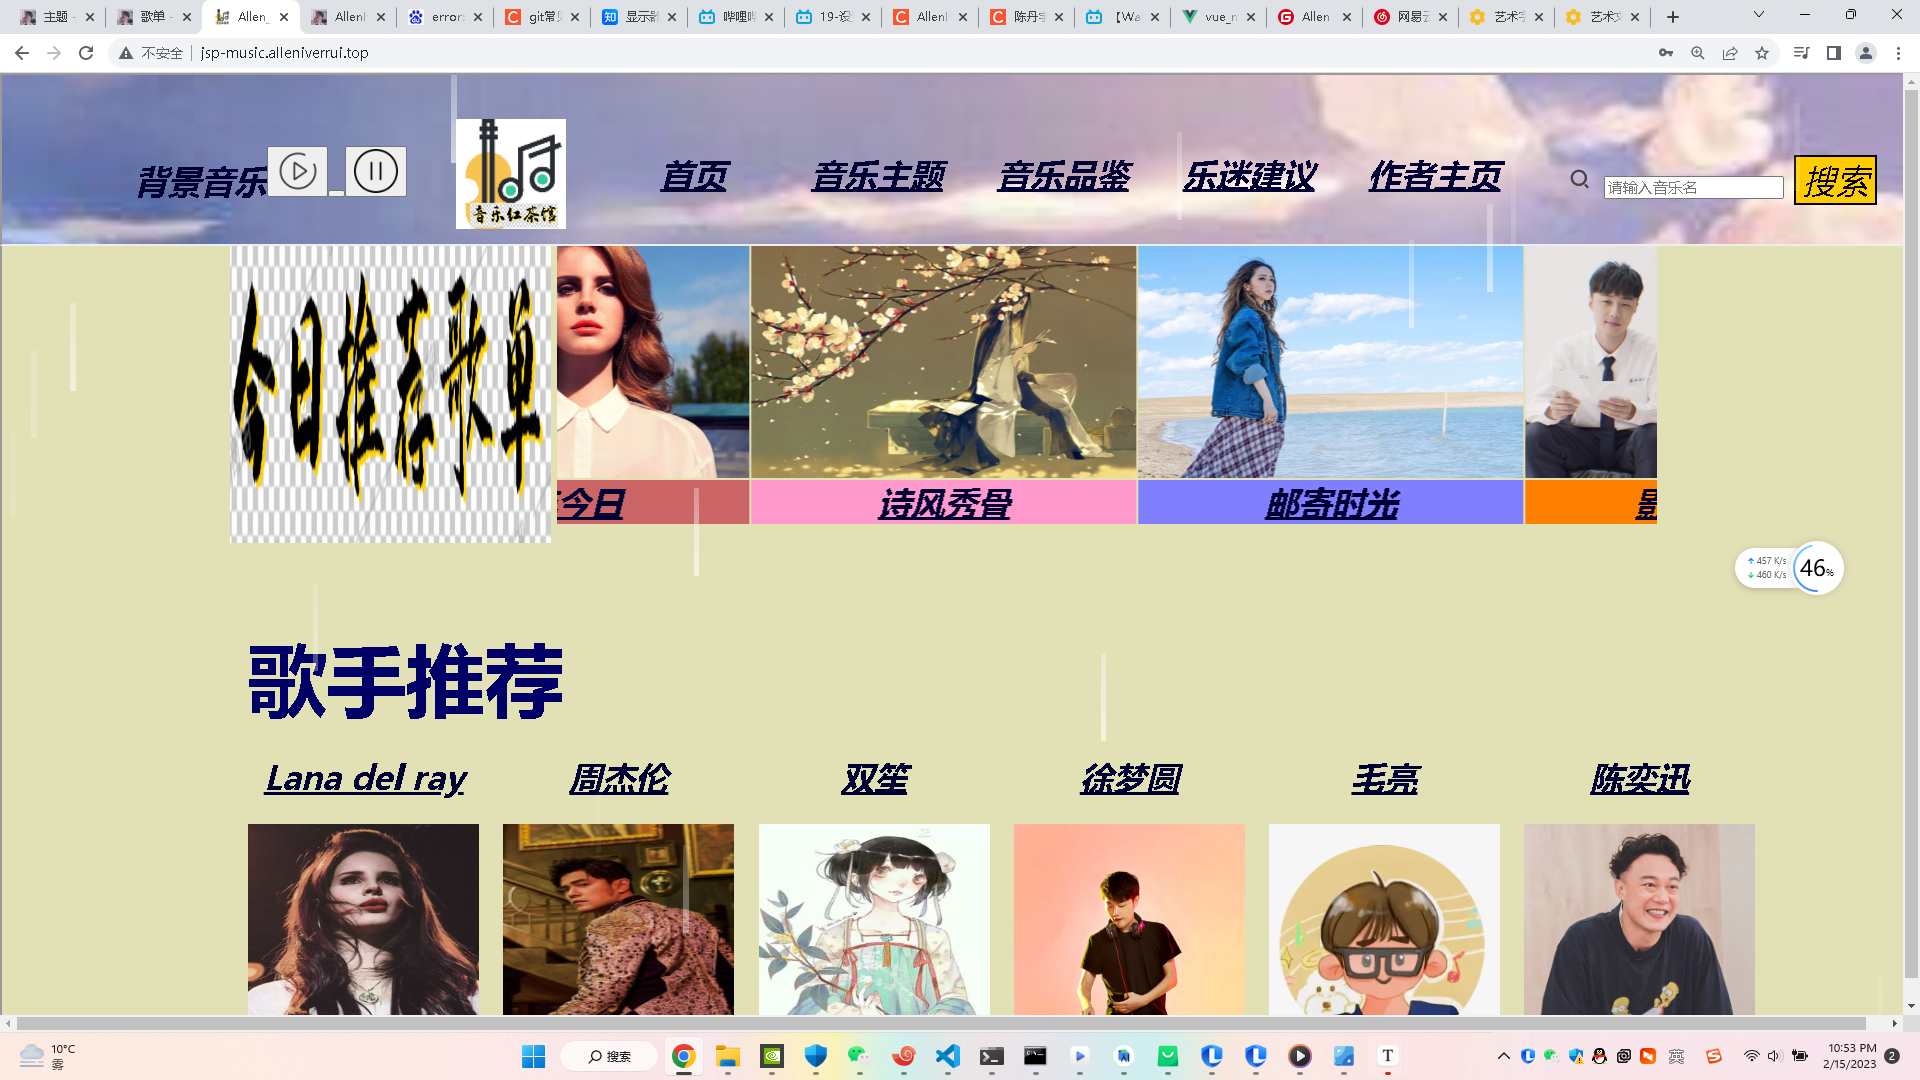 主题
歌单
Allen_
Allen
error:
git常
显示器
哔哩哔
19-设
Allen
陈丹
【Wa
vue_n
Allen
网易云
艺术字
艺术
不安全
jsp-music.alleniverrui.top
背景音乐
音乐红茶馆
首页
音乐主题
音乐品鉴
乐迷建议
作者主页
请输入音乐名
搜索
今日推荐歌单
今日
诗风秀骨
邮寄时光
457 K/s
460 K/s
46%
歌手推荐
Lana del ray
周杰伦
双笙
徐梦圆
毛亮
陈奕迅
10°C
雾
搜索
英
10:53 PM
2/15/2023
2